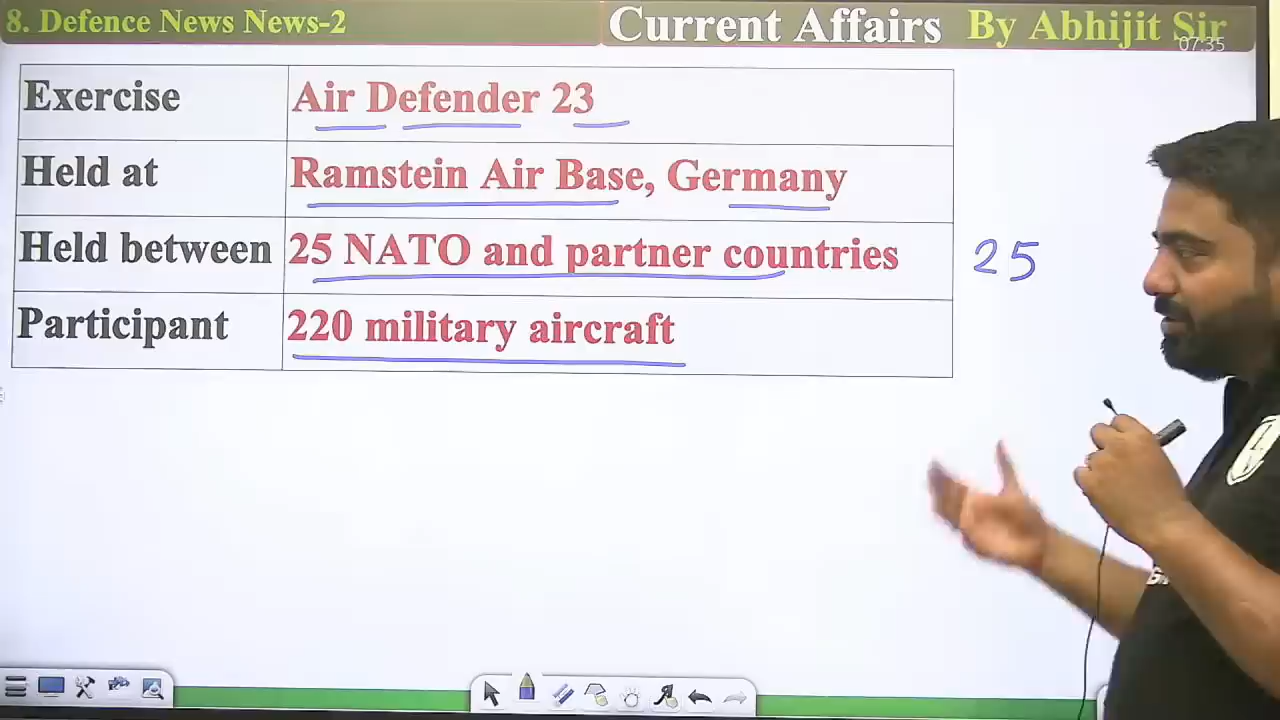 8. Defence News News-2
Current Affairs
By Abhijit Sir
07:35
Exercise Air Defender 23
Held at Ramstein Air Base, Germany
Held between 25 NATO and partner countries 25
Participant 220 military aircraft